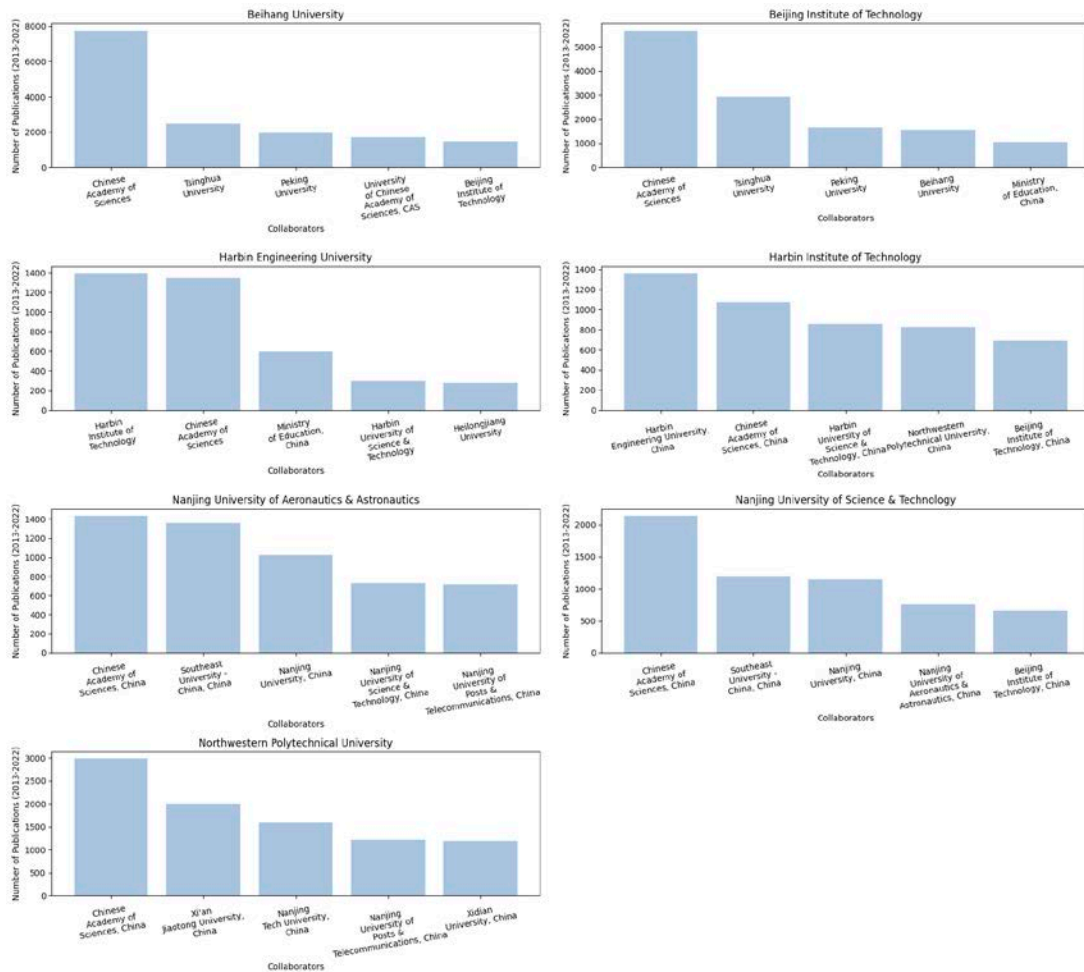 Beihang University
Number of Publications (2013-2022)
8000
6000
4000
2000
0
Chinese
Academy of
Sciences
Tsinghua
University
Peking
University
University
of Chinese
Academy of
Sciences, CAS
Beijing
Institute of
Technology
Collaborators
Beijing Institute of Technology
Number of Publications (2013-2022)
5000
4000
3000
2000
1000
0
Chinese
Academy of
Sciences
Tsinghua
University
Peking
University
Beihang
University
Ministry
of Education,
China
Collaborators
Harbin Engineering University
Number of Publications (2013-2022)
1400
1200
1000
800
600
400
200
0
Harbin
Institute of
Technology
Chinese
Academy of
Sciences
Ministry
of Education,
China
Harbin
University of
Science &
Technology
Heilongjiang
University
Collaborators
Harbin Institute of Technology
Number of Publications (2013-2022)
1400
1200
1000
800
600
400
200
0
Harbin
Engineering University,
China
Chinese
Academy of
Sciences, China
Harbin
University of
Science &
Technology, China
Northwestern
Polytechnical University,
China
Beijing
Institute of
Technology, China
Collaborators
Nanjing University of Aeronautics & Astronautics
Number of Publications (2013-2022)
1400
1200
1000
800
600
400
200
0
Chinese
Academy of
Sciences, China
Southeast
University -
China, China
Nanjing
University, China
Nanjing
University of
Science &
Technology, China
Nanjing
University of
Posts &
Telecommunications, China
Collaborators
Nanjing University of Science & Technology
Number of Publications (2013-2022)
2000
1500
1000
500
0
Chinese
Academy of
Sciences, China
Southeast
University -
China, China
Nanjing
University, China
Nanjing
University of
Aeronautics &
Astronautics, China
Beijing
Institute of
Technology, China
Collaborators
Northwestern Polytechnical University
Number of Publications (2013-2022)
3000
2500
2000
1500
1000
500
0
Chinese
Academy of
Sciences, China
Xi'an
Jiaotong University,
China
Nanjing
Tech University,
China
Nanjing
University of
Posts &
Telecommunications, China
Xidian
University, China
Collaborators